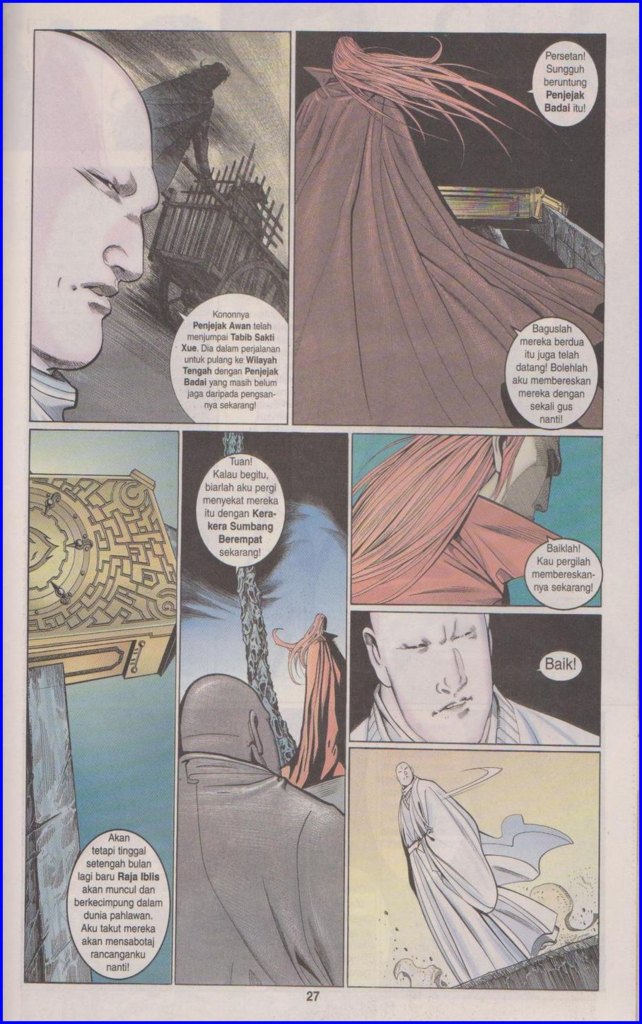 Kononnya
Penjejak Awan telah
menjumpai Tabib Sakti
Xue. Dia dalam perjalanan
untuk pulang ke Wilayah
Tengah dengan Penjejak
Badai yang masih belum
jaga daripada pengsan-
nya sekarang!
Persetan!
Sungguh
beruntung
Penjejak
Badai itu!
Baguslah
mereka berdua
itu juga telah
datang! Bolehlah
aku membereskan
mereka dengan
sekali gus
nanti!
Akan
tetapi tinggal
setengah bulan
lagi baru Raja Iblis
akan muncul dan
berkecimpung dalam
dunia pahlawan.
Aku takut mereka
akan mensabotaj
rancanganku
nanti!
Tuan!
Kalau begitu,
biarlah aku pergi
menyekat mereka
itu dengan Kera-
kera Sumbang
Berempat
sekarang!
Baiklah!
Kau pergilah
membereskan-
nya sekarang!
Baik!
27